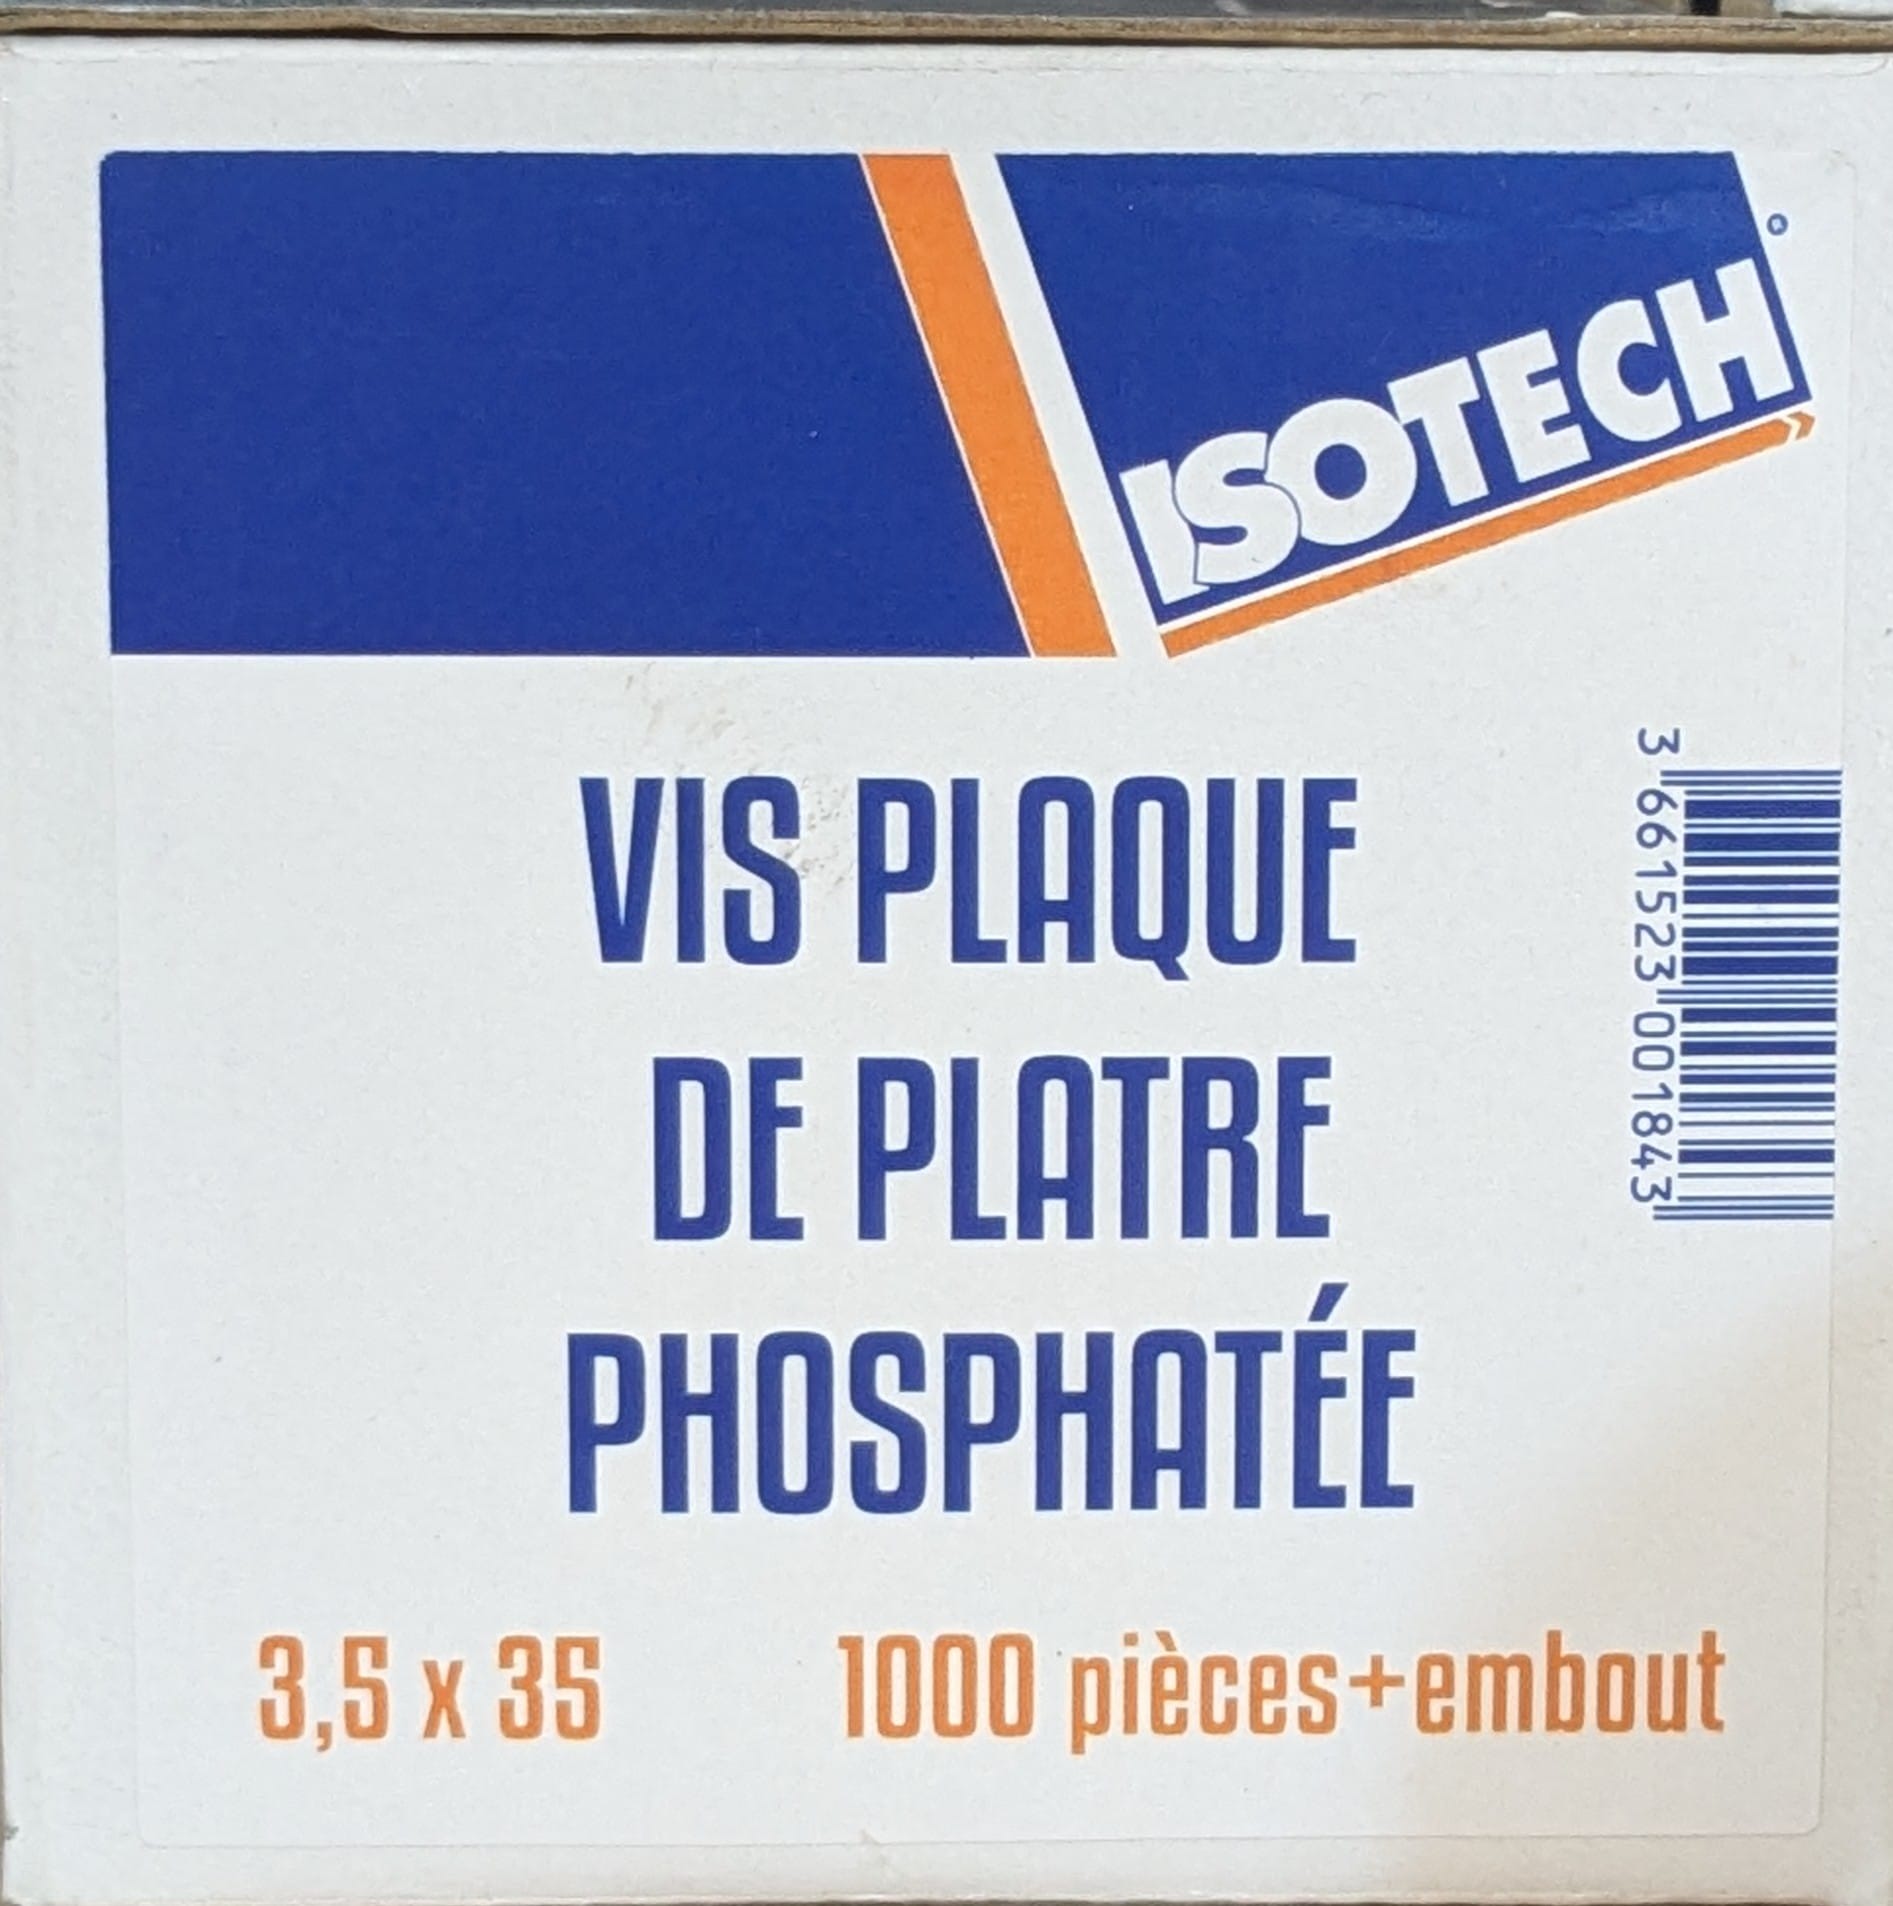 ISOTECH
VIS PLAQUE
DE PLATRE
PHOSPHATÉE
3,5 x 35
1000 pièces+embout
3 661523 001843